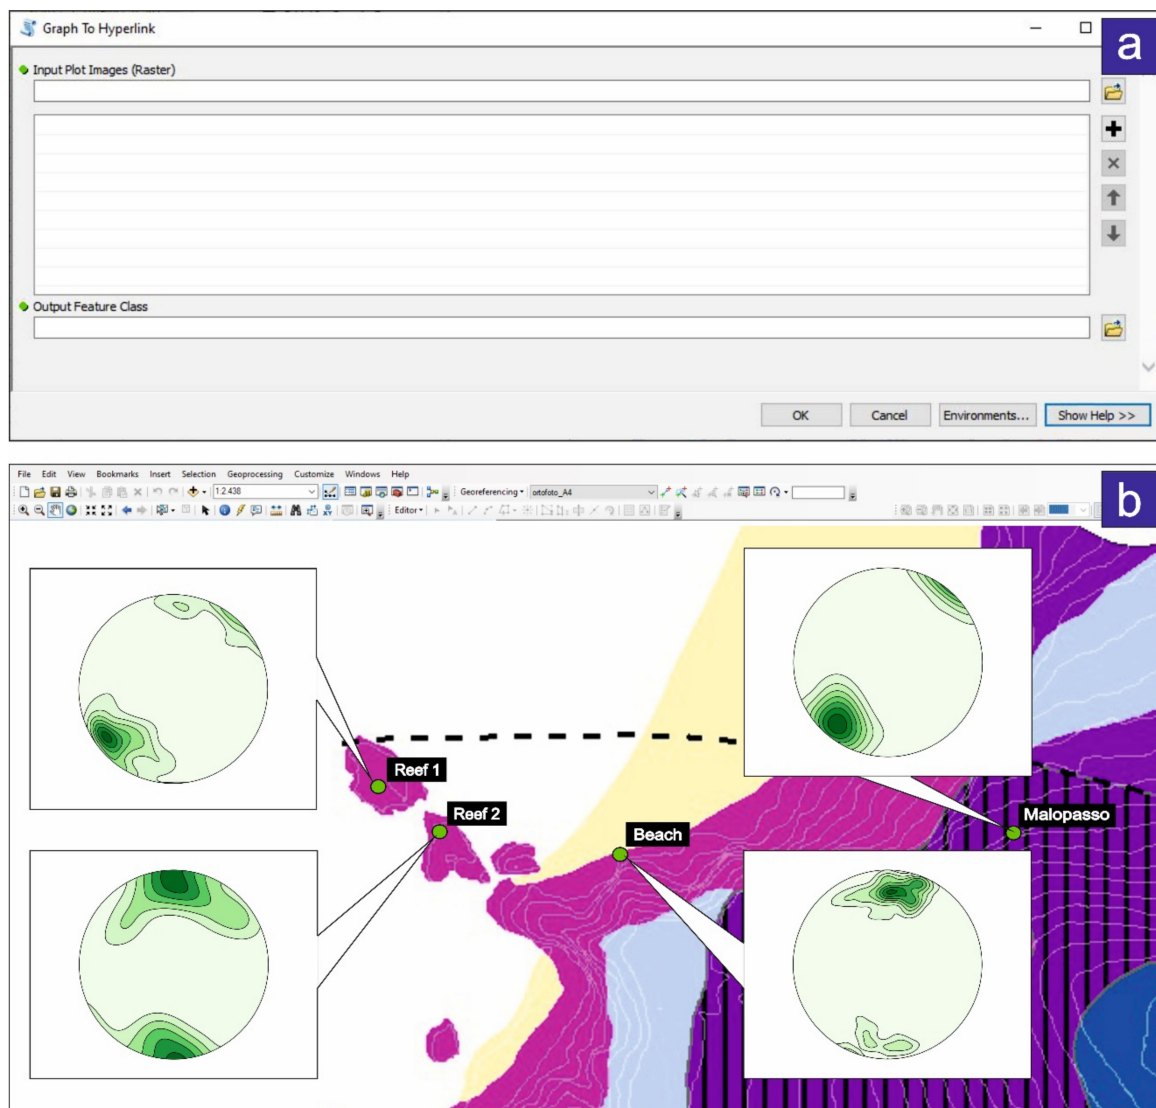 Graph To Hyperlink
a
Input Plot Images (Raster)
Output Feature Class
OK Cancel Environments... Show Help >>
File Edit View Bookmarks Insert Selection Geoprocessing Customize Windows Help
b
1:2.438 Georeferencing ortofoto_A4
Editor
Reef 1
Reef 2
Beach
Malopasso